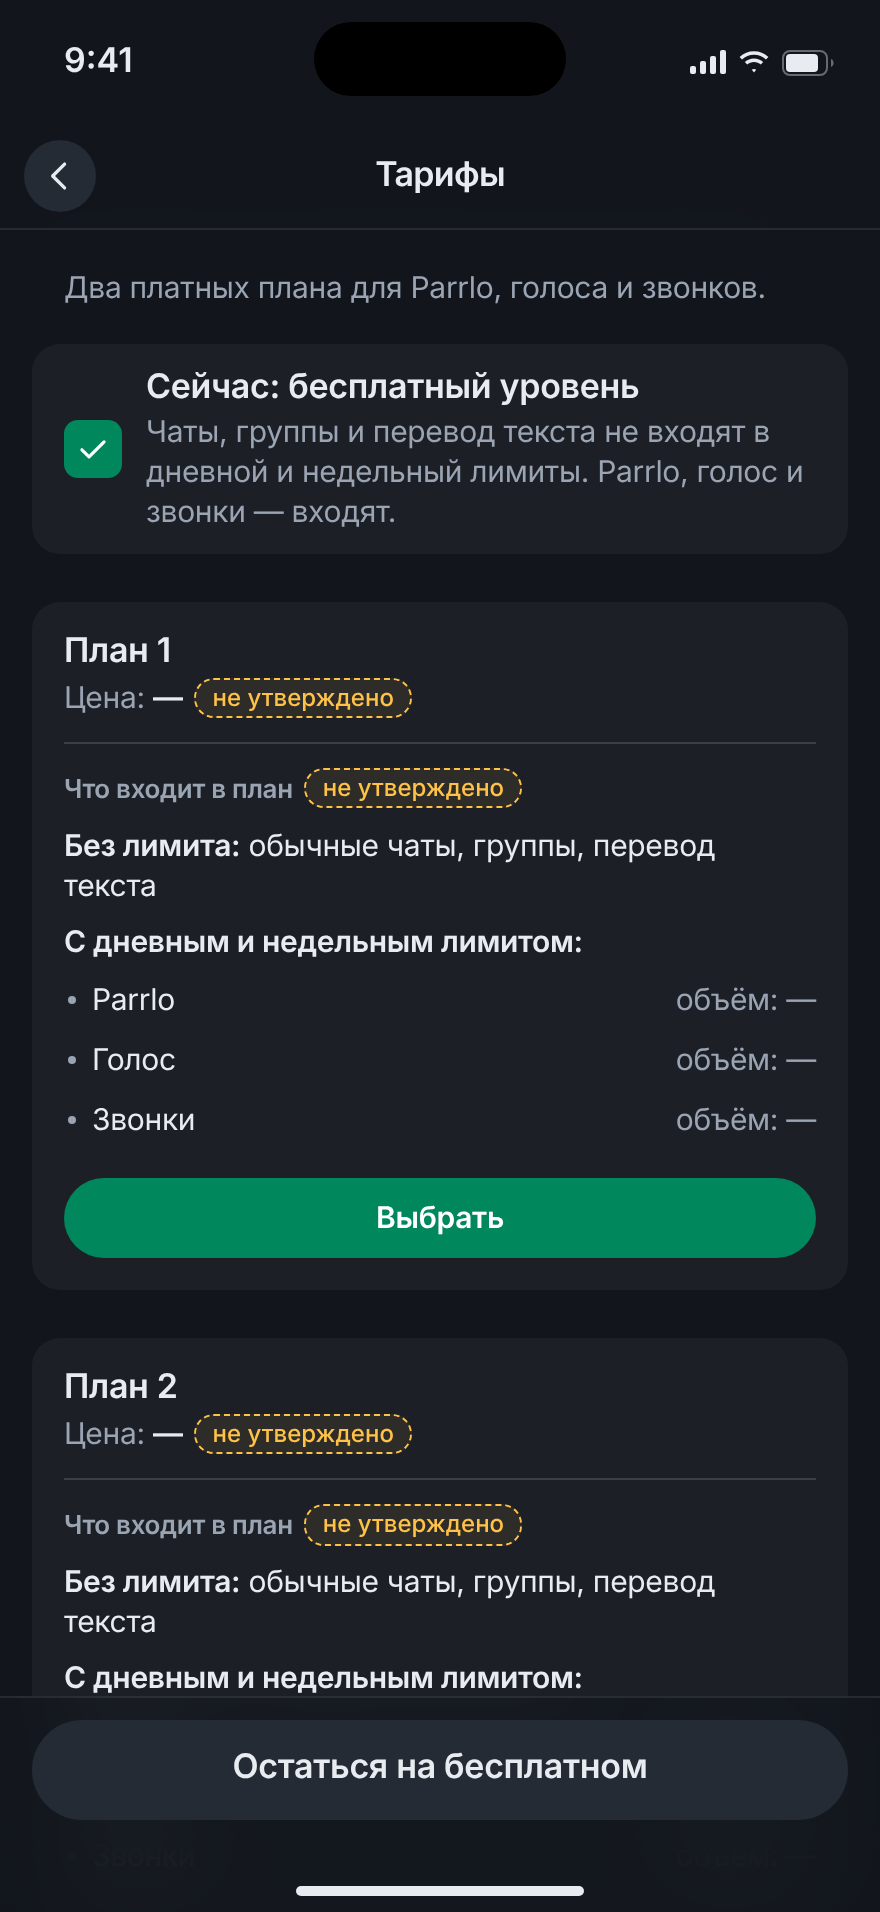 9:41
Тарифы
Два платных плана для Parrlo, голоса и звонков.
Сейчас: бесплатный уровень
Чаты, группы и перевод текста не входят в
дневной и недельный лимиты. Parrlo, голос и
звонки — входят.
План 1
Цена: — не утверждено
Что входит в план не утверждено
Без лимита: обычные чаты, группы, перевод
текста
С дневным и недельным лимитом:
• Parrlo объём: —
• Голос объём: —
• Звонки объём: —
Выбрать
План 2
Цена: — не утверждено
Что входит в план не утверждено
Без лимита: обычные чаты, группы, перевод
текста
С дневным и недельным лимитом:
Остаться на бесплатном
• Звонки объём: —